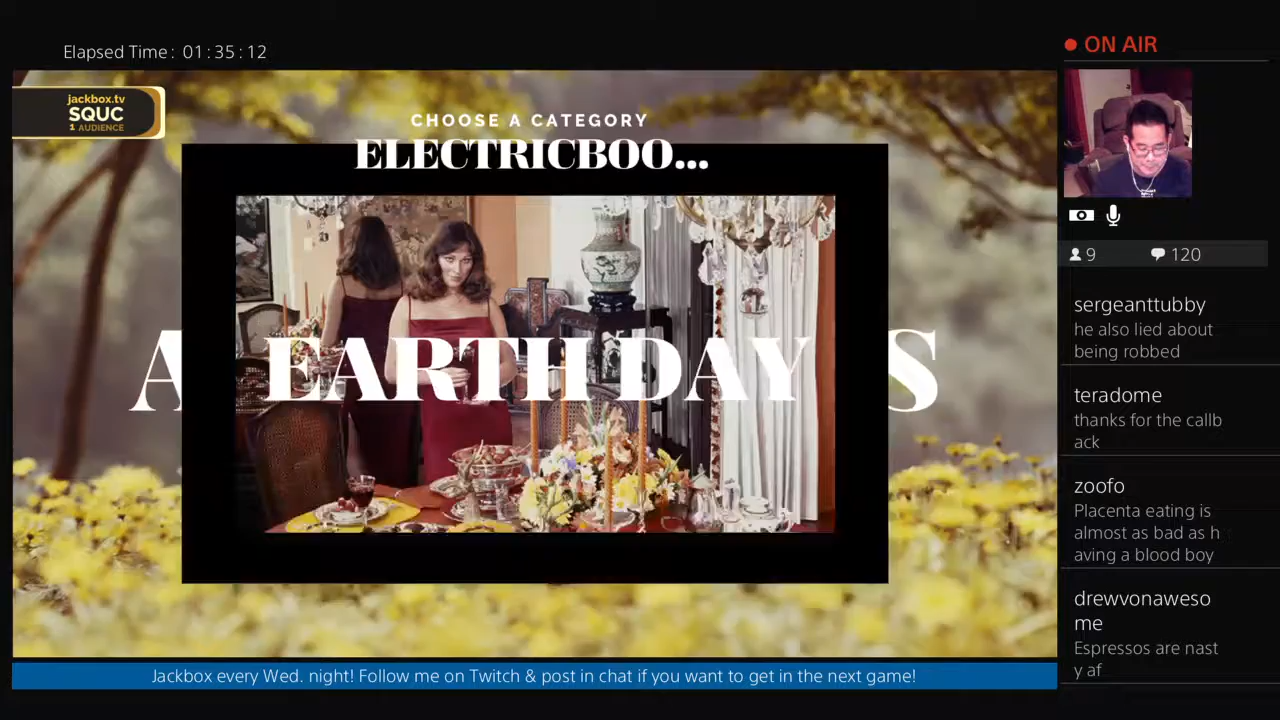 Elapsed Time: 01:35:12
ON AIR
jackbox.tv
SQUC
1 AUDIENCE
CHOOSE A CATEGORY
ELECTRICBOO...
A EARTH DAY S
9 120
sergeanttubby
he also lied about
being robbed
teradome
thanks for the callb
ack
zoofo
Placenta eating is
almost as bad as h
aving a blood boy
drewvonaweso
me
Espressos are nast
y af
Jackbox every Wed. night! Follow me on Twitch & post in chat if you want to get in the next game!